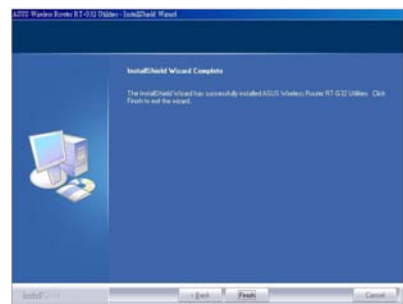 ASUS Wireless Router RT-G32 Utilities - InstallShield Wizard
InstallShield Wizard Complete
The InstallShield Wizard has successfully installed ASUS Wireless Router RT-G32 Utilities. Click
Finish to exit the wizard.
InstallShield
< Back
Finish
Cancel